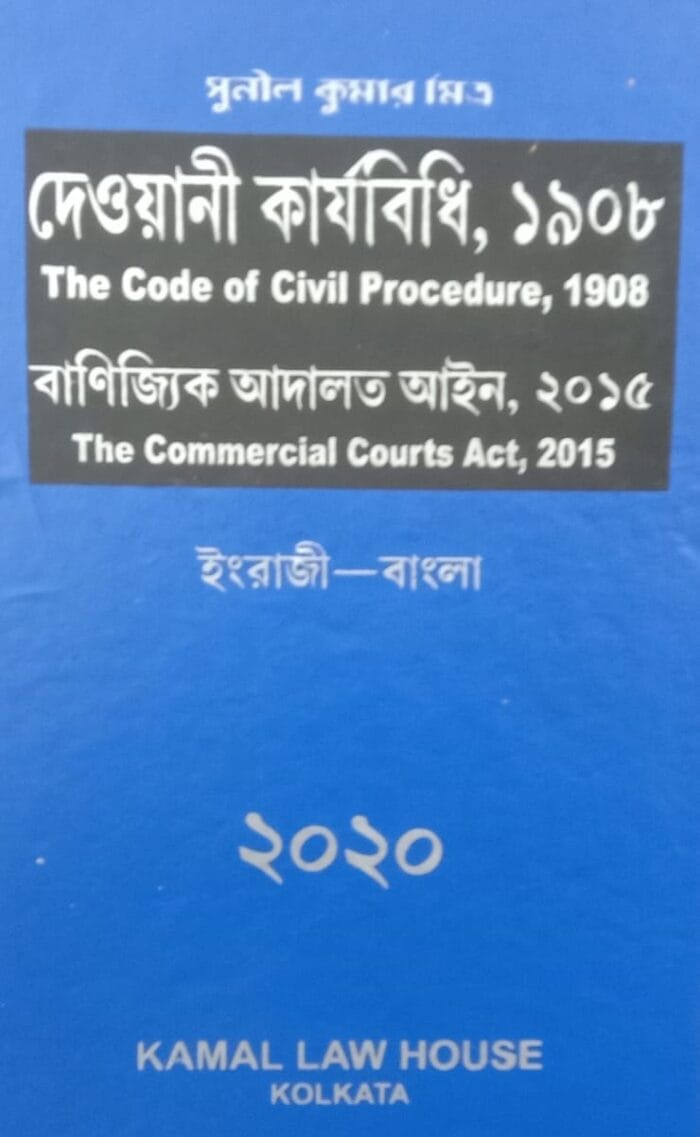 সুনীল কুমার মিত্র
দেওয়ানী কার্যবিধি, ১৯০৮
The Code of Civil Procedure, 1908
বাণিজ্যিক আদালত আইন, ২০১৫
The Commercial Courts Act, 2015
ইংরাজী—বাংলা
২০২০
KAMAL LAW HOUSE
KOLKATA